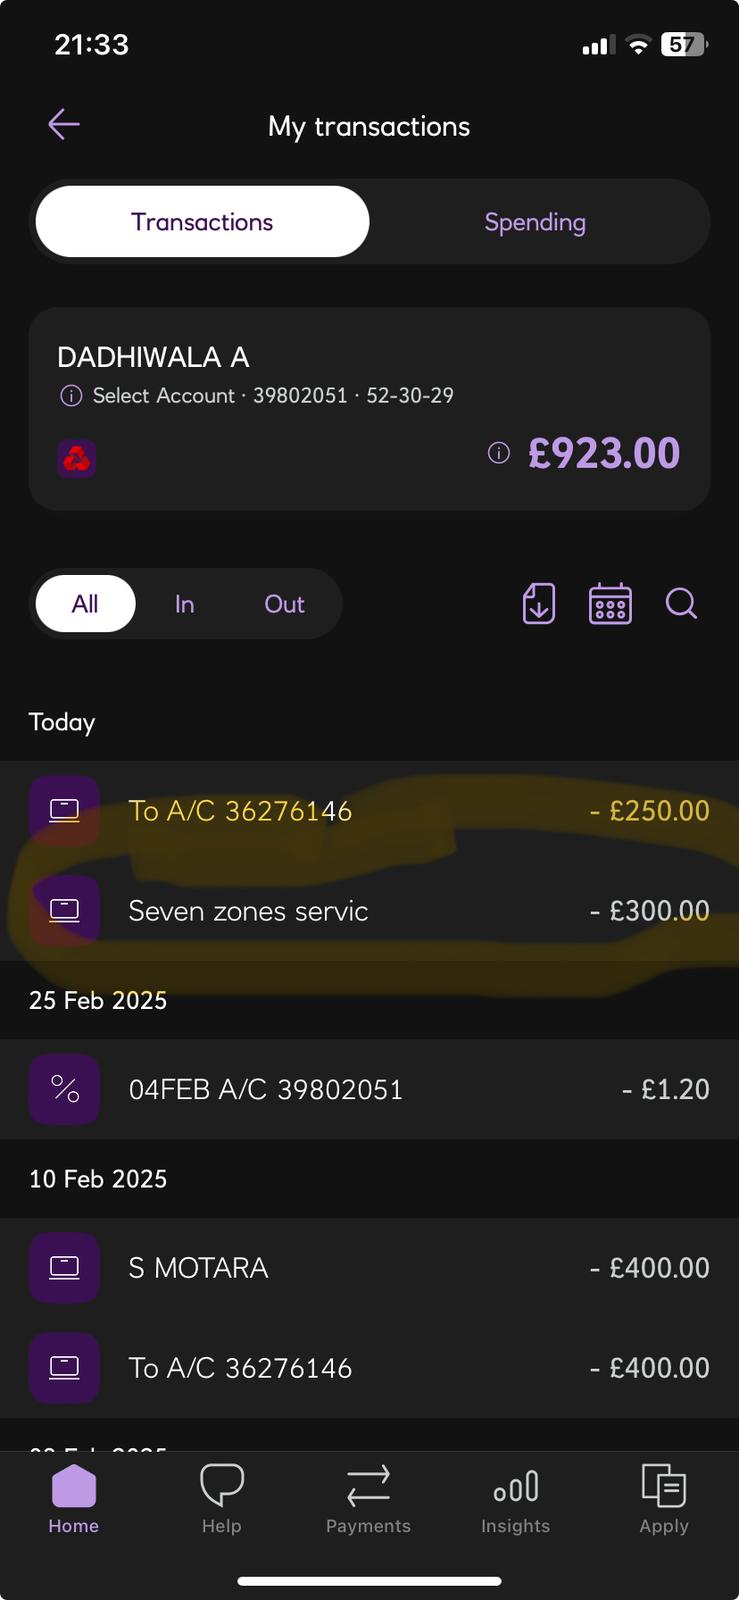 21:33
57
My transactions
Transactions
Spending
DADHIWALA A
Select Account · 39802051 · 52-30-29
£923.00
All
In
Out
Today
To A/C 36276146
- £250.00
Seven zones servic
- £300.00
25 Feb 2025
04FEB A/C 39802051
- £1.20
10 Feb 2025
S MOTARA
- £400.00
To A/C 36276146
- £400.00
Home
Help
Payments
Insights
Apply